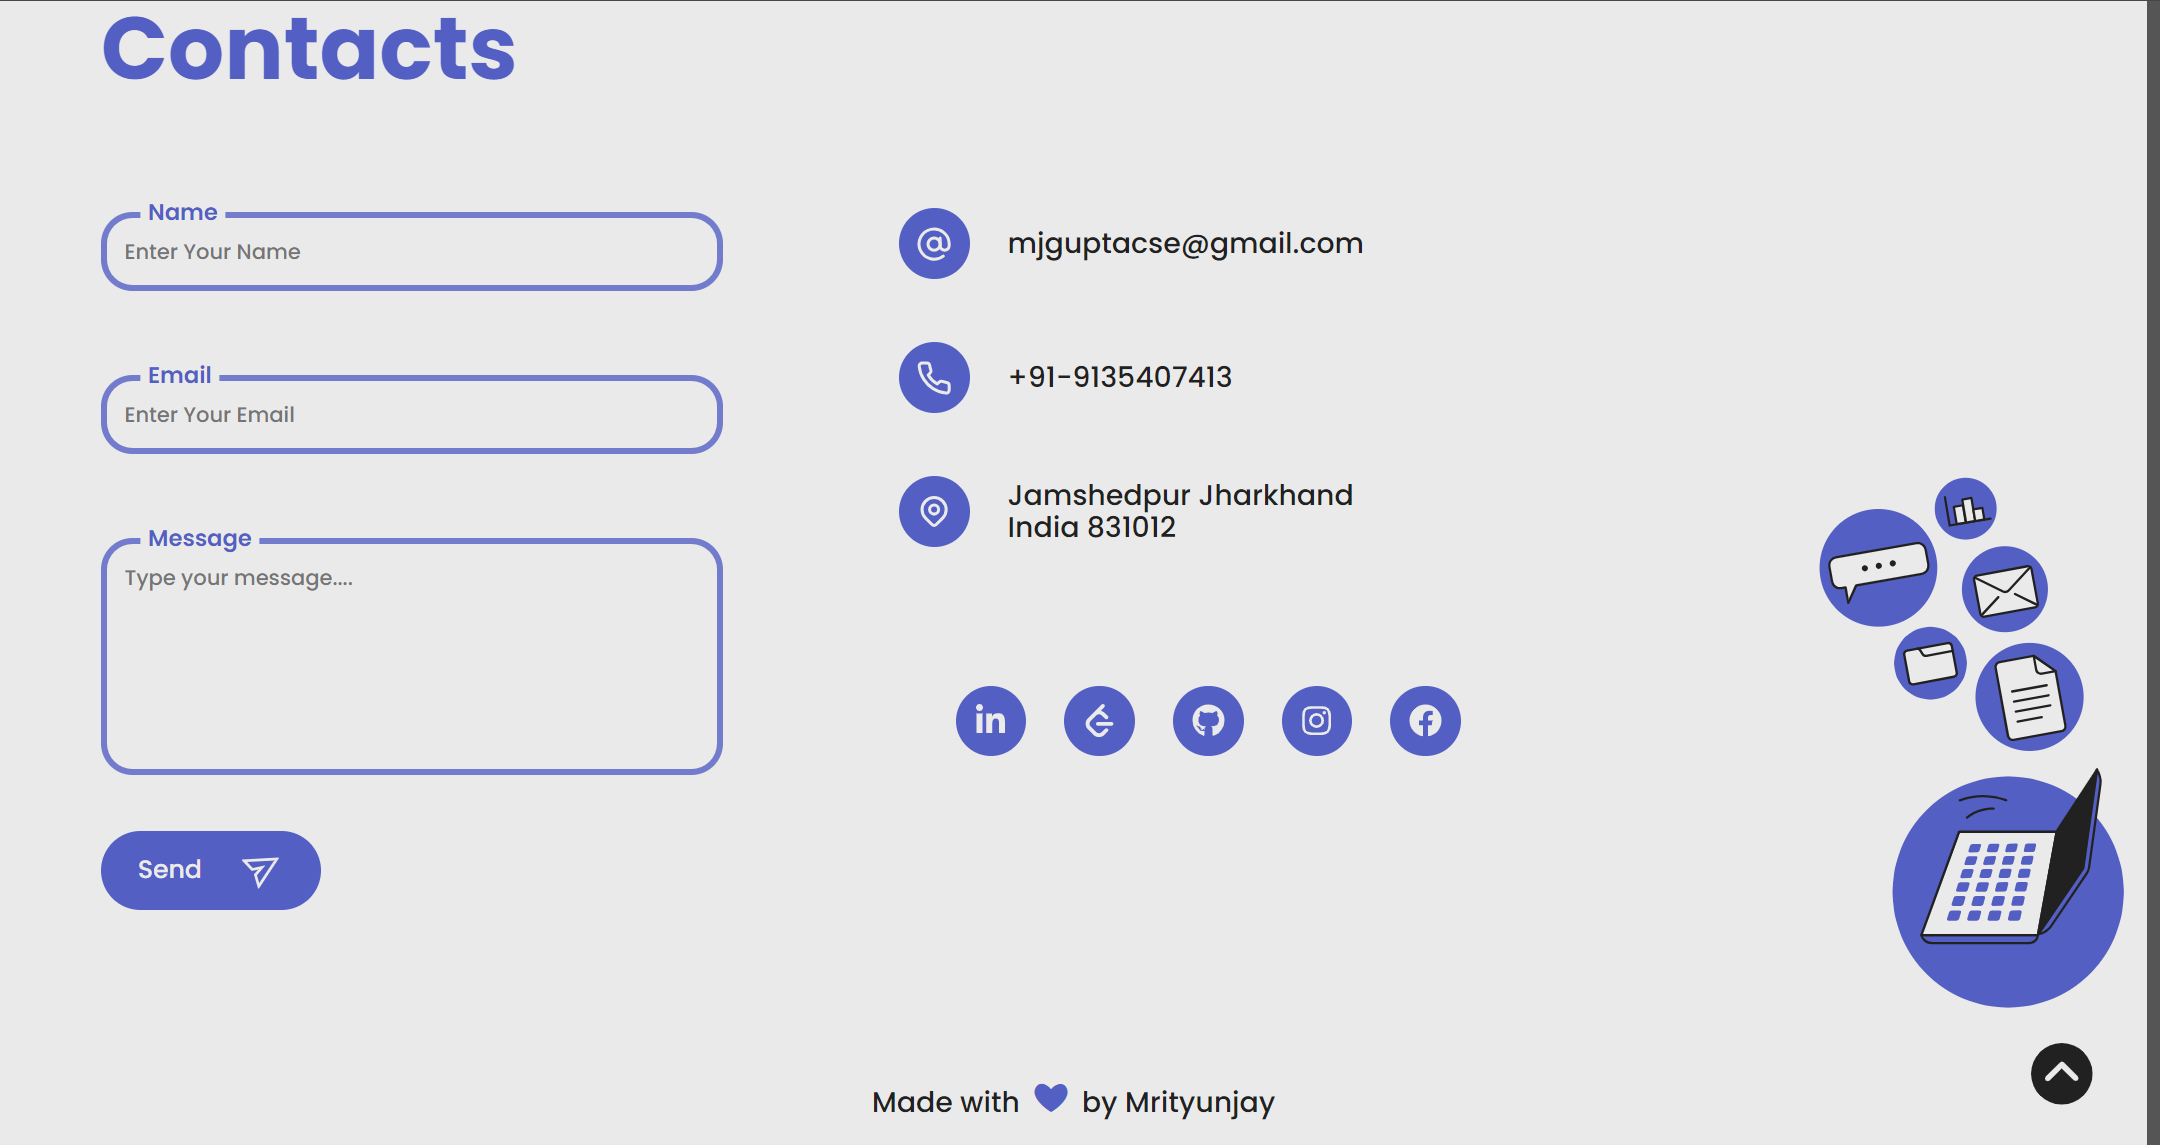 Contacts
Name
Enter Your Name
Email
Enter Your Email
Message
Type your message....
Send
mjguptacse@gmail.com
+91-9135407413
Jamshedpur Jharkhand
India 831012
in
Made with by Mrityunjay